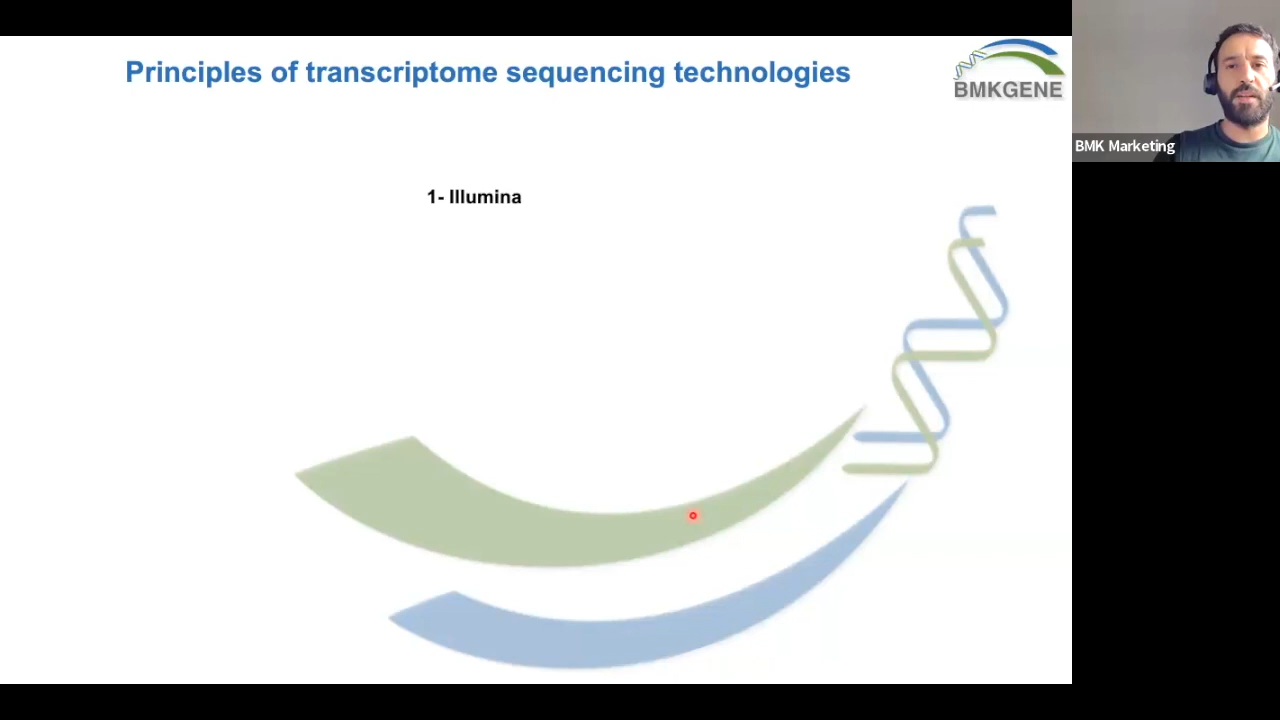 Principles of transcriptome sequencing technologies
BMKGENE
BMK Marketing
1- Illumina